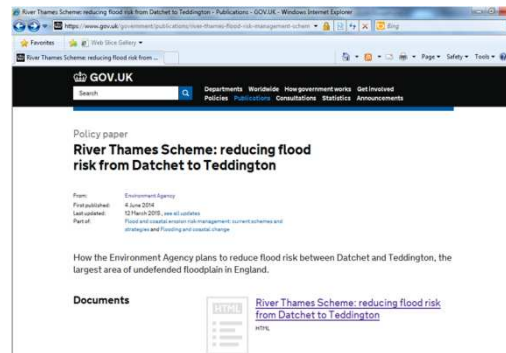 River Thames Scheme: reducing flood risk from Datchet to Teddington - Publications - GOV.UK - Windows Internet Explorer
https://www.gov.uk/government/publications/river-thames-flood-risk-management-schem
Bing
Favorites Web Slice Gallery
River Thames Scheme: reducing flood risk from ... Page Safety Tools
GOV.UK
Search
Departments Worldwide How government works Get involved
Policies Publications Consultations Statistics Announcements
Policy paper
River Thames Scheme: reducing flood
risk from Datchet to Teddington
From: Environment Agency
First published: 4 June 2014
Last updated: 12 March 2015, see all updates
Part of: Flood and coastal erosion risk management: current schemes and
strategies and Flooding and coastal change
How the Environment Agency plans to reduce flood risk between Datchet and Teddington, the
largest area of undefended floodplain in England.
Documents
HTML
River Thames Scheme: reducing flood risk
from Datchet to Teddington
HTML